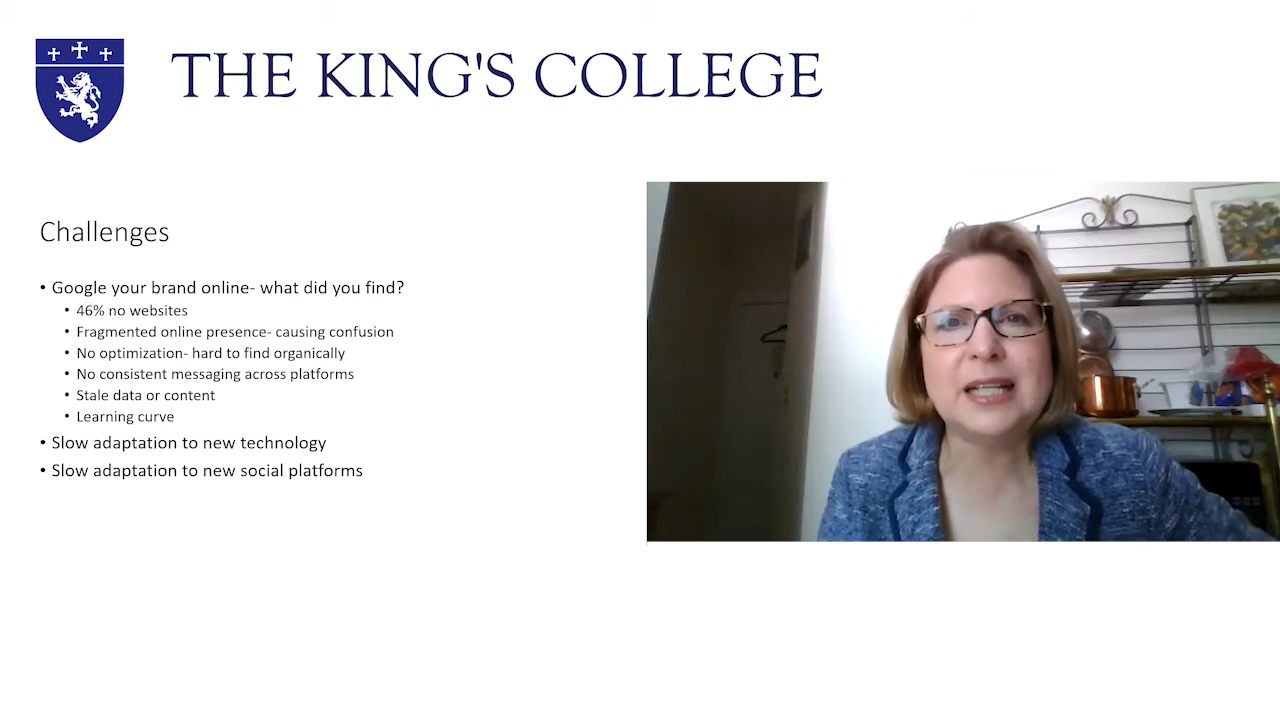 THE KING'S COLLEGE
Challenges
• Google your brand online- what did you find?
• 46% no websites
• Fragmented online presence- causing confusion
• No optimization- hard to find organically
• No consistent messaging across platforms
• Stale data or content
• Learning curve
• Slow adaptation to new technology
• Slow adaptation to new social platforms